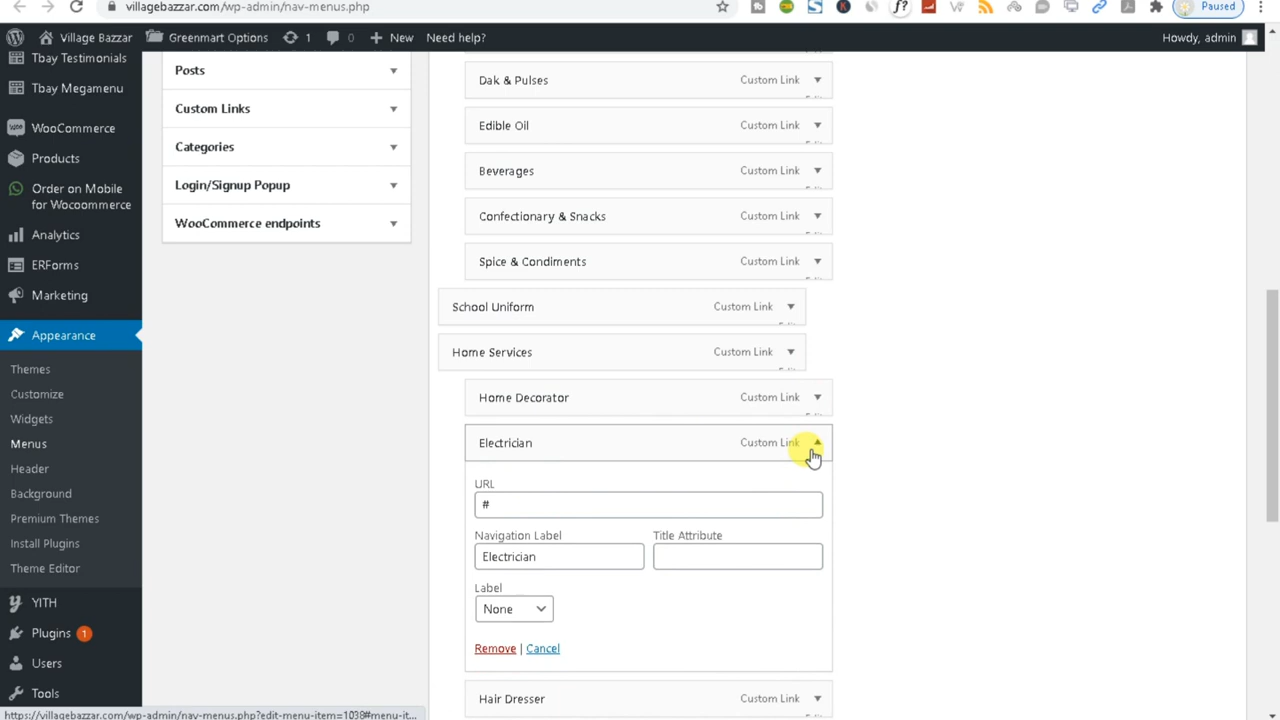 villagebazzar.com/wp-admin/nav-menus.php
Paused
Village Bazzar
Greenmart Options
1
0
New
Need help?
Howdy, admin
Tbay Testimonials
Tbay Megamenu
WooCommerce
Products
Order on Mobile
for Wocoommerce
Analytics
ERForms
Marketing
Appearance
Themes
Customize
Widgets
Menus
Header
Background
Premium Themes
Install Plugins
Theme Editor
YITH
Plugins 1
Users
Tools
Posts
Custom Links
Categories
Login/Signup Popup
WooCommerce endpoints
Dak & Pulses Custom Link
Edible Oil Custom Link
Beverages Custom Link
Confectionary & Snacks Custom Link
Spice & Condiments Custom Link
School Uniform Custom Link
Home Services Custom Link
Home Decorator Custom Link
Electrician Custom Link
URL
#
Navigation Label Title Attribute
Electrician
Label
None
Remove | Cancel
Hair Dresser Custom Link
https://villagebazzar.com/wp-admin/nav-menus.php?edit-menu-item=1038#menu-it...